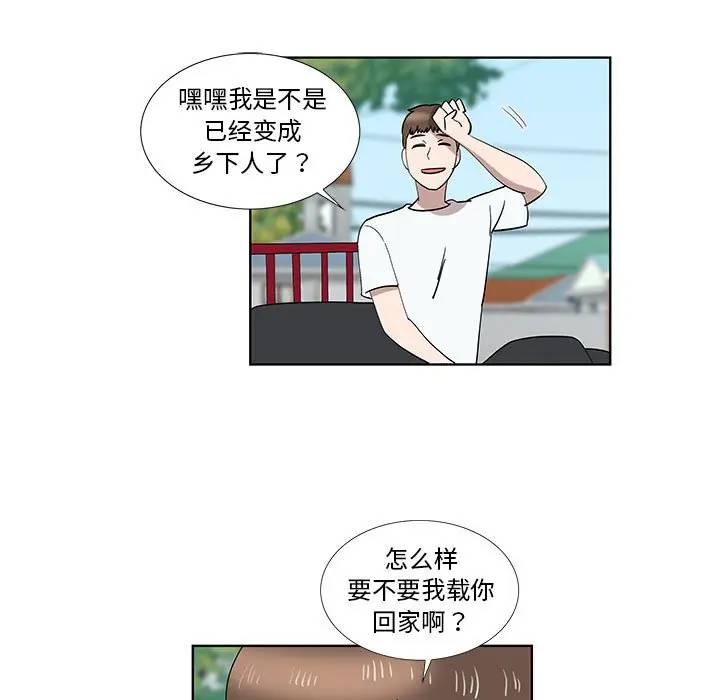 嘿嘿我是不是
已经变成
乡下人了？
怎么样
要不要我载你
回家啊？